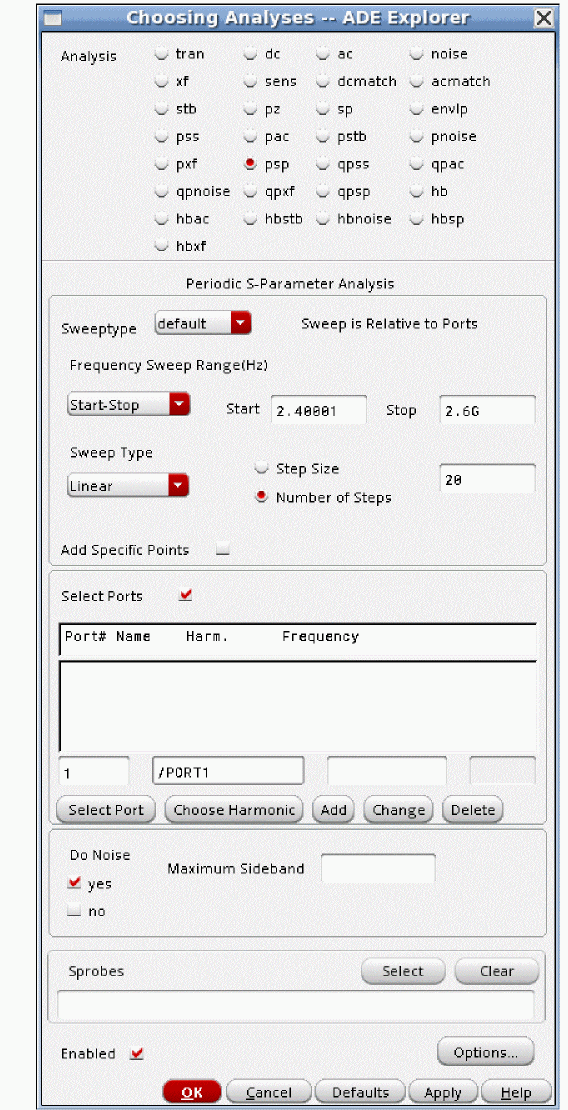 Choosing Analyses -- ADE Explorer
Analysis tran dc ac noise
xf sens dcmatch acmatch
stb pz sp envlp
pss pac pstb pnoise
pxf psp qpss qpac
qpnoise qpxf qpsp hb
hbac hbstb hbnoise hbsp
hbxf
Periodic S-Parameter Analysis
Sweeptype default Sweep is Relative to Ports
Frequency Sweep Range(Hz)
Start-Stop Start 2.40001 Stop 2.6G
Sweep Type
Linear Step Size
Number of Steps 20
Add Specific Points
Select Ports
Port# Name Harm. Frequency
1 /PORT1
Select Port Choose Harmonic Add Change Delete
Do Noise
yes Maximum Sideband
no
Sprobes Select Clear
Enabled Options...
OK Cancel Defaults Apply Help